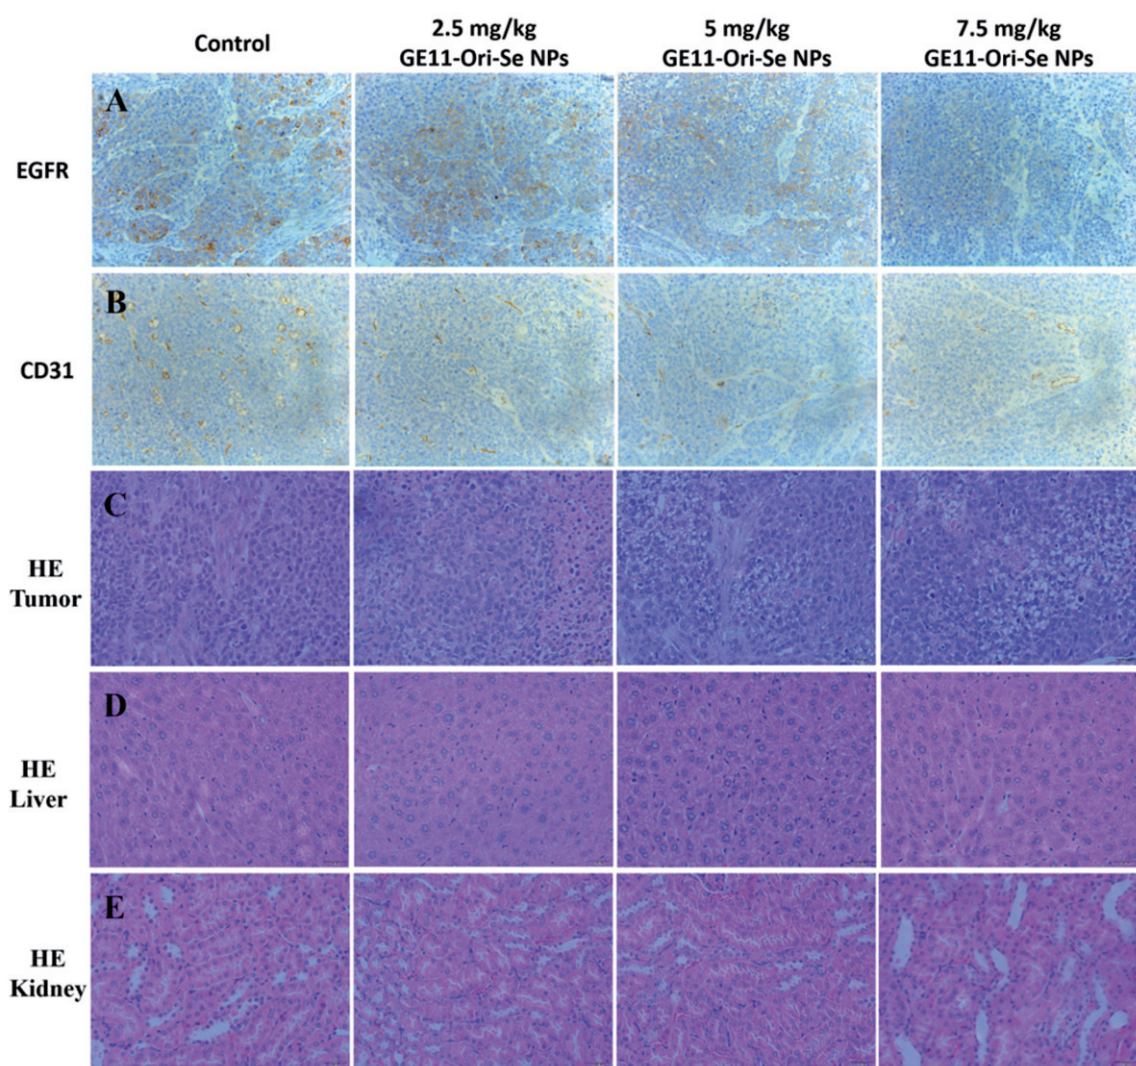 Control
2.5 mg/kg
GE11-Ori-Se NPs
5 mg/kg
GE11-Ori-Se NPs
7.5 mg/kg
GE11-Ori-Se NPs
EGFR
A
CD31
B
HE
Tumor
C
HE
Liver
D
HE
Kidney
E